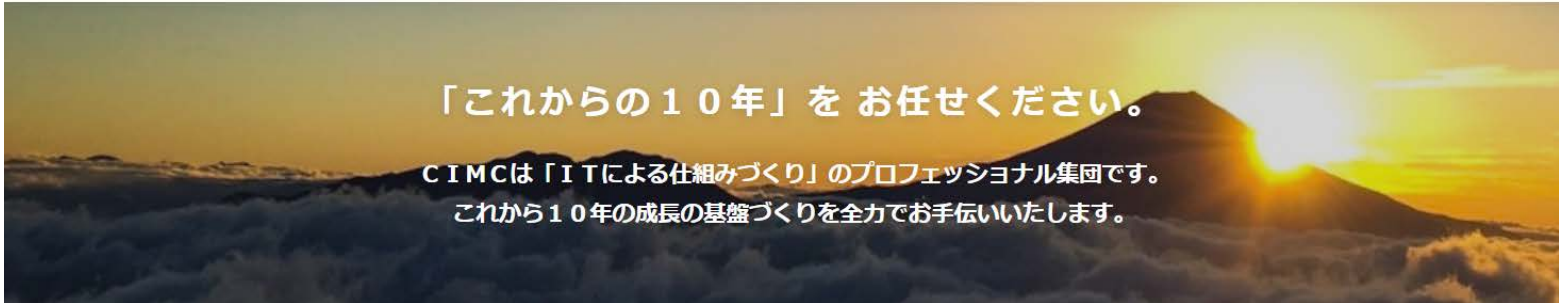 「これからの１０年」を お任せください。
ＣＩＭＣは「ＩＴによる仕組みづくり」のプロフェッショナル集団です。
これから１０年の成長の基盤づくりを全力でお手伝いいたします。